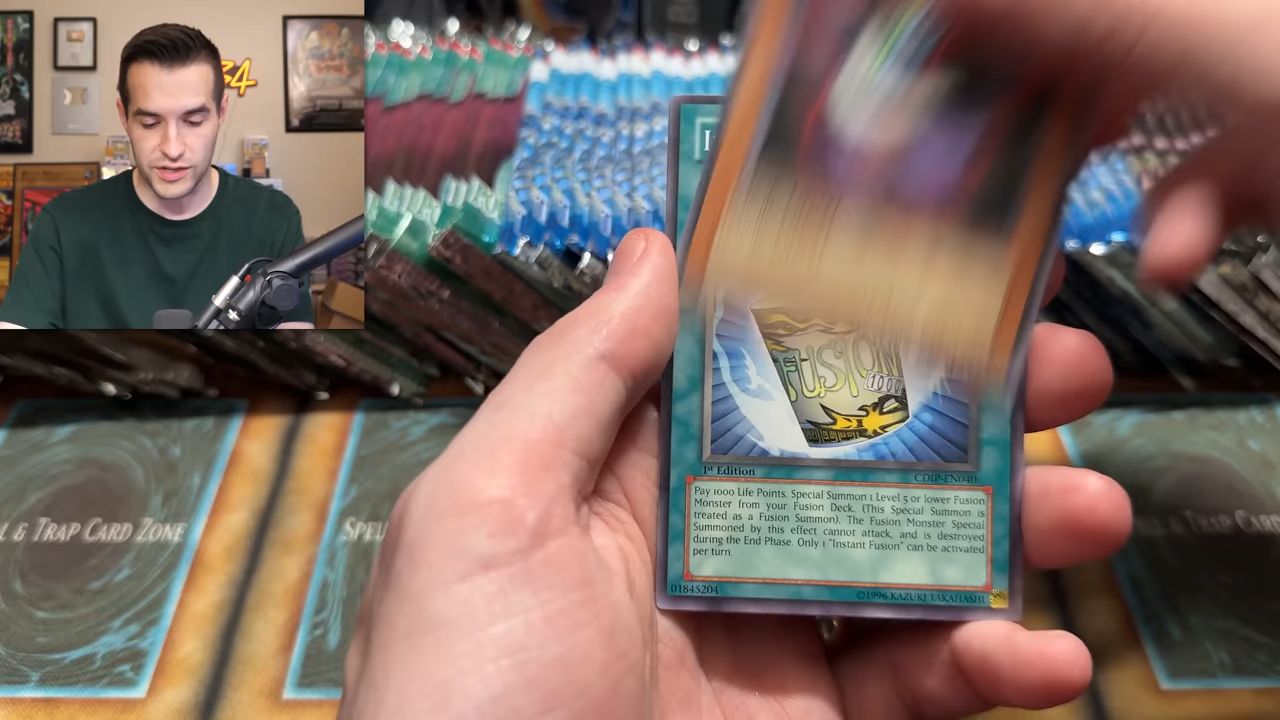 34
FUSION
1000
1st Edition
CDIP-EN040
Pay 1000 Life Points. Special Summon 1 Level 5 or lower Fusion
Monster from your Fusion Deck. (This Special Summon is
treated as a Fusion Summon). The Fusion Monster Special
Summoned by this effect cannot attack, and is destroyed
during the End Phase. Only 1 "Instant Fusion" can be activated
per turn.
01845204
©1996 KAZUKI TAKAHASHI
L & TRAP CARD ZONE
SPEL